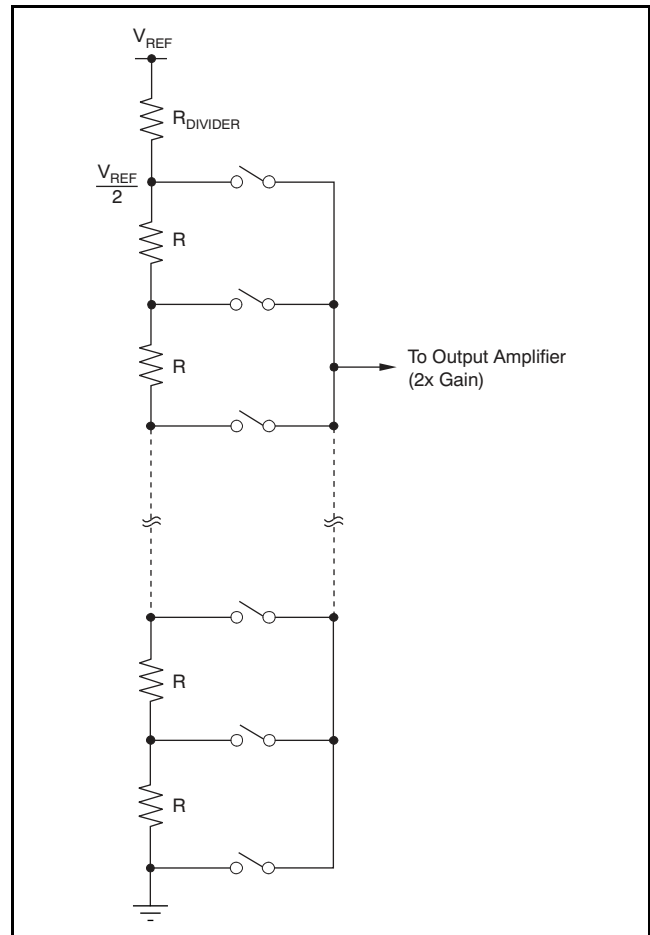 V_REF
R_DIVIDER
V_REF
2
R
R
To Output Amplifier
(2x Gain)
R
R